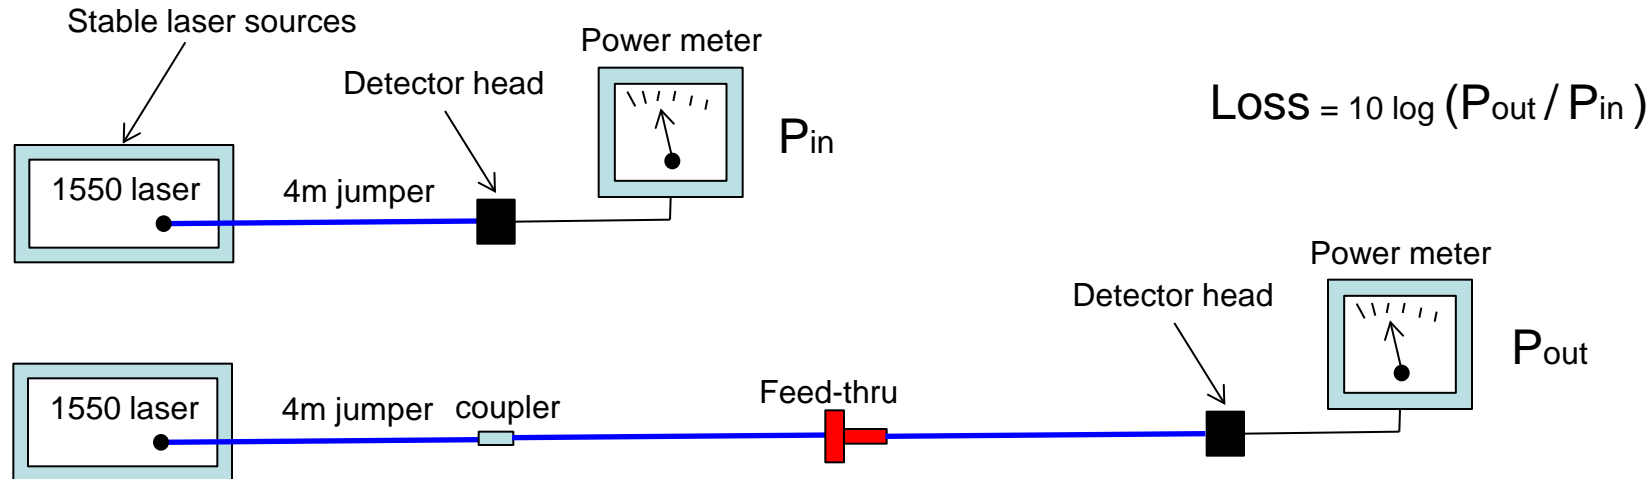 Stable laser sources
Power meter
Detector head
Loss = 10 log (Pout / Pin )
Pin
1550 laser
4m jumper
Power meter
Detector head
Pout
Feed-thru
1550 laser
4m jumper
coupler